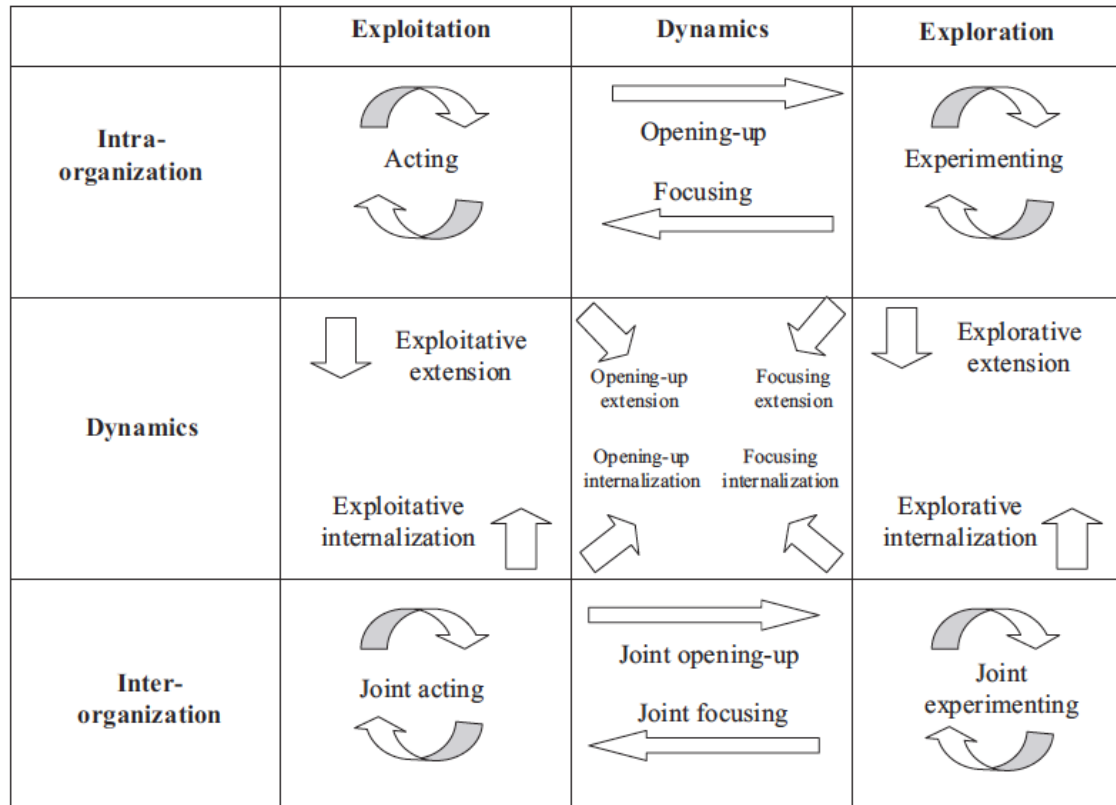 Exploitation
Dynamics
Exploration
Intra-
organization
Acting
Opening-up
Focusing
Experimenting
Dynamics
Exploitative
extension
Exploitative
internalization
Opening-up
extension
Focusing
extension
Opening-up
internalization
Focusing
internalization
Explorative
extension
Explorative
internalization
Inter-
organization
Joint acting
Joint opening-up
Joint focusing
Joint
experimenting